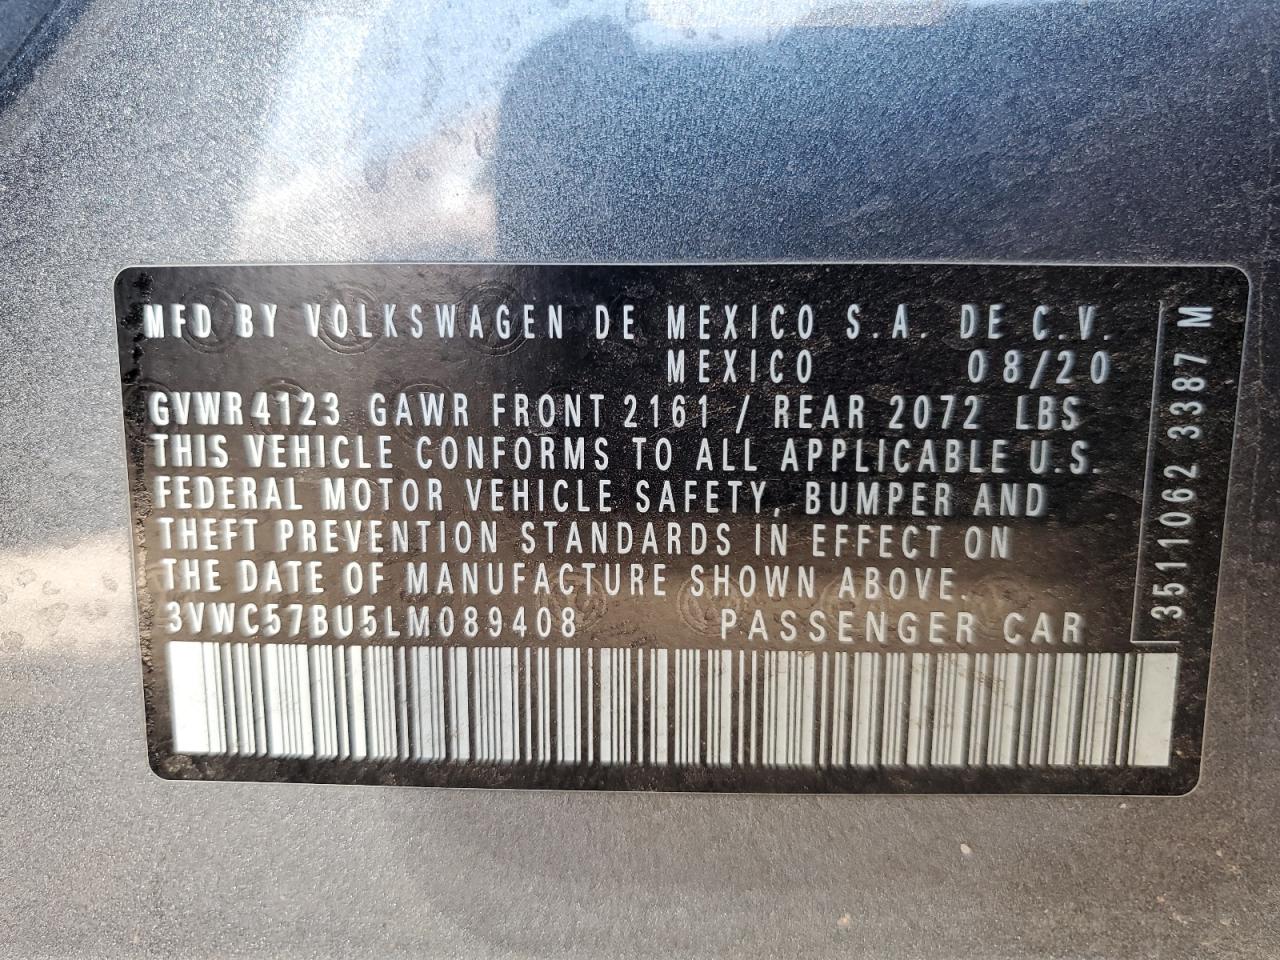 MFD BY VOLKSWAGEN DE MEXICO S.A. DE C.V.
MEXICO 08/20
GVWR 4123 GAWR FRONT 2161 / REAR 2072 LBS
THIS VEHICLE CONFORMS TO ALL APPLICABLE U.S.
FEDERAL MOTOR VEHICLE SAFETY, BUMPER AND
THEFT PREVENTION STANDARDS IN EFFECT ON
THE DATE OF MANUFACTURE SHOWN ABOVE.
3VWC57BU5LM089408 PASSENGER CAR
3511062 3387 M